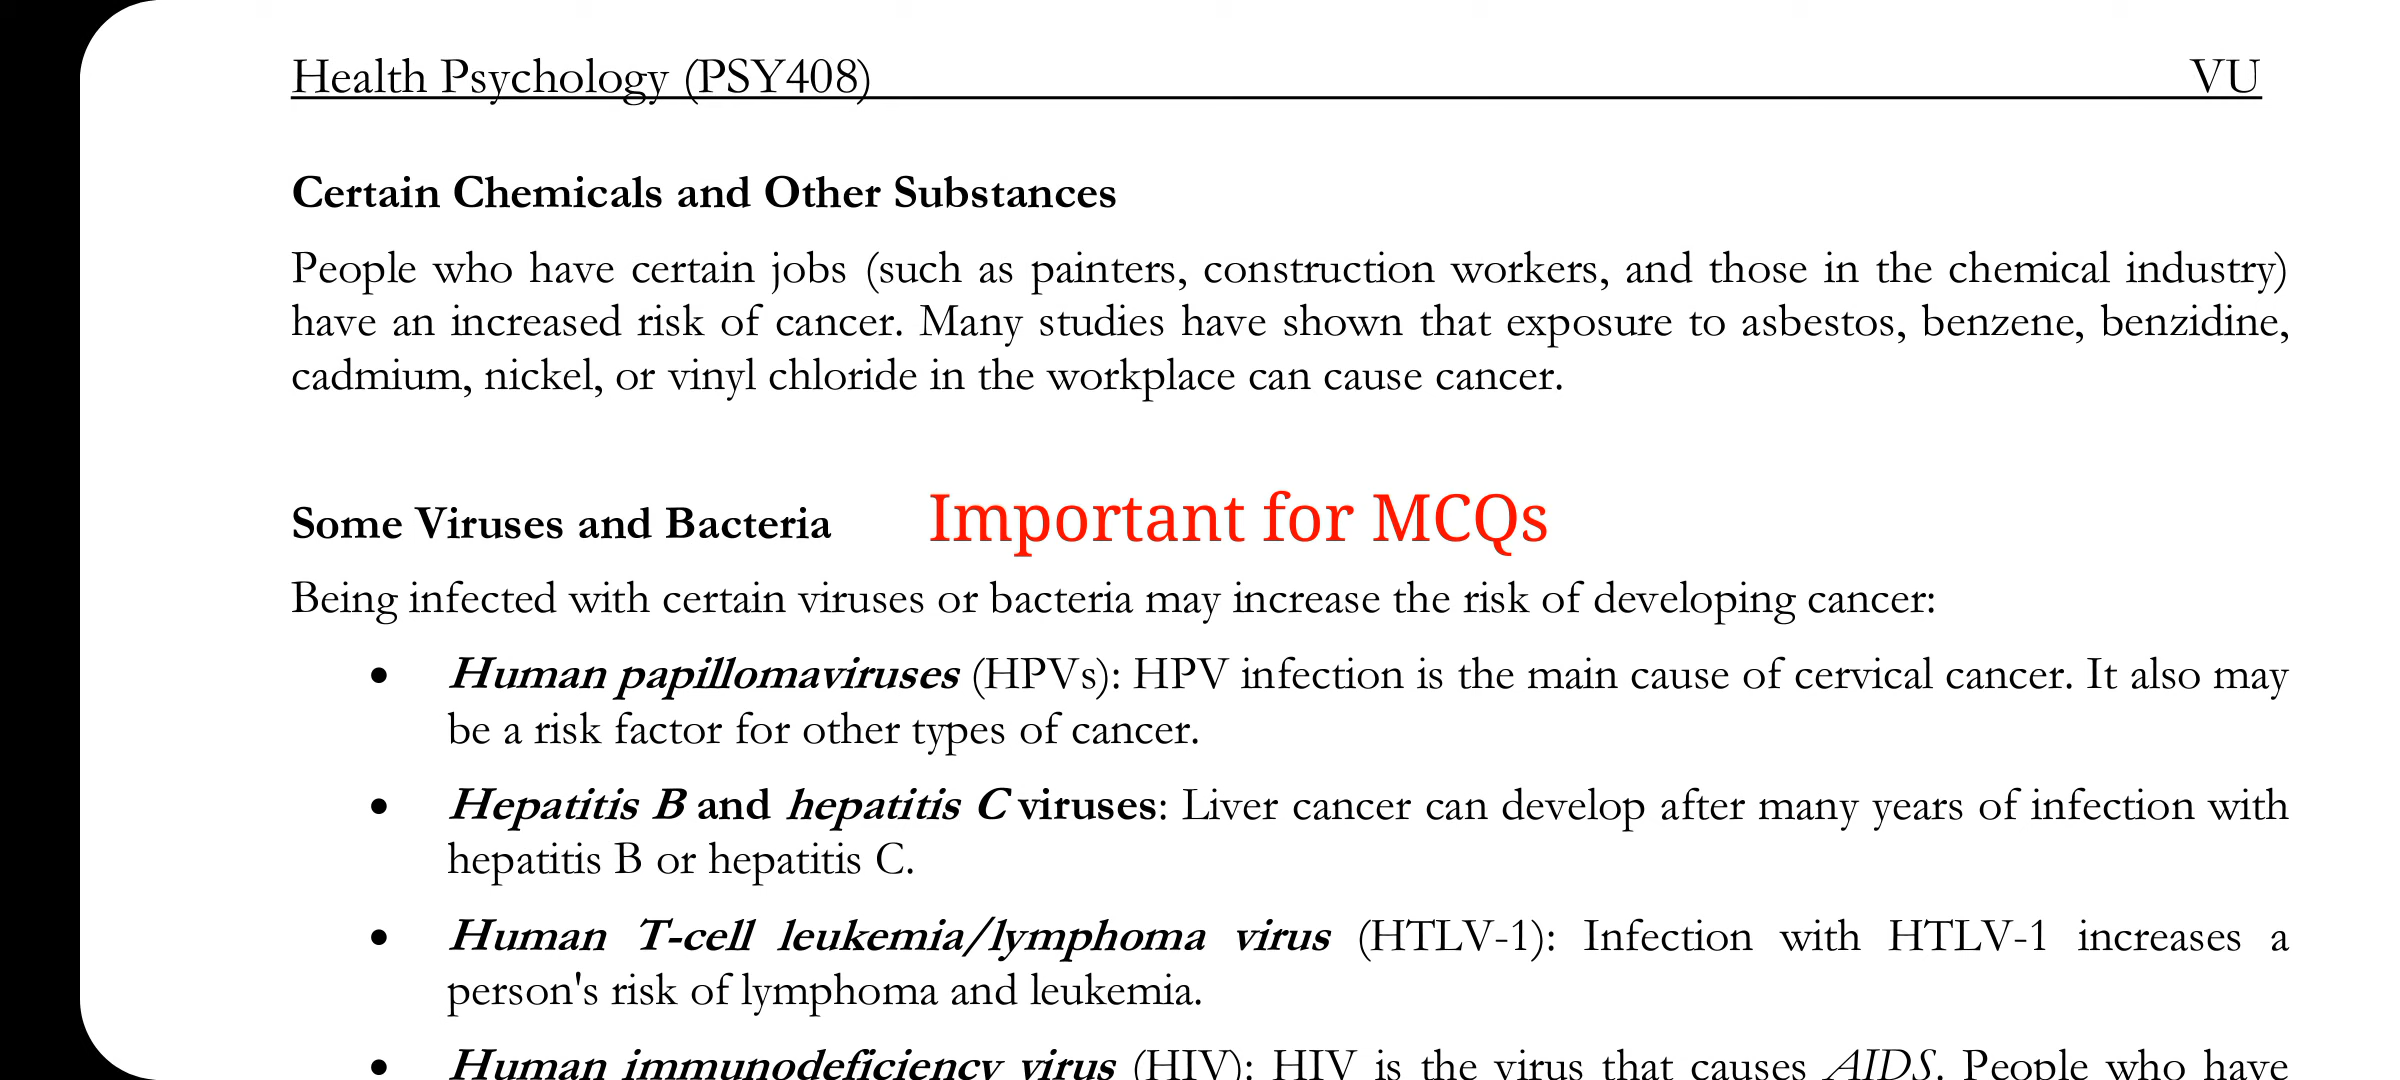 Health Psychology (PSY408) VU
Certain Chemicals and Other Substances
People who have certain jobs (such as painters, construction workers, and those in the chemical industry)
have an increased risk of cancer. Many studies have shown that exposure to asbestos, benzene, benzidine,
cadmium, nickel, or vinyl chloride in the workplace can cause cancer.
Some Viruses and Bacteria Important for MCQs
Being infected with certain viruses or bacteria may increase the risk of developing cancer:
• Human papillomaviruses (HPVs): HPV infection is the main cause of cervical cancer. It also may
be a risk factor for other types of cancer.
• Hepatitis B and hepatitis C viruses: Liver cancer can develop after many years of infection with
hepatitis B or hepatitis C.
• Human T-cell leukemia/lymphoma virus (HTLV-1): Infection with HTLV-1 increases a
person's risk of lymphoma and leukemia.
• Human immunodeficiency virus (HIV): HIV is the virus that causes AIDS. People who have